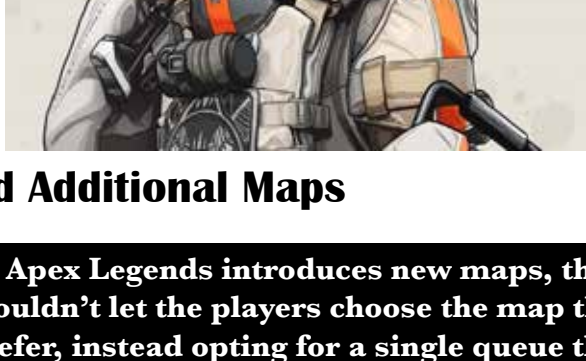 d Additional Maps
Apex Legends introduces new maps, th
ouldn't let the players choose the map th
efer, instead opting for a single queue th